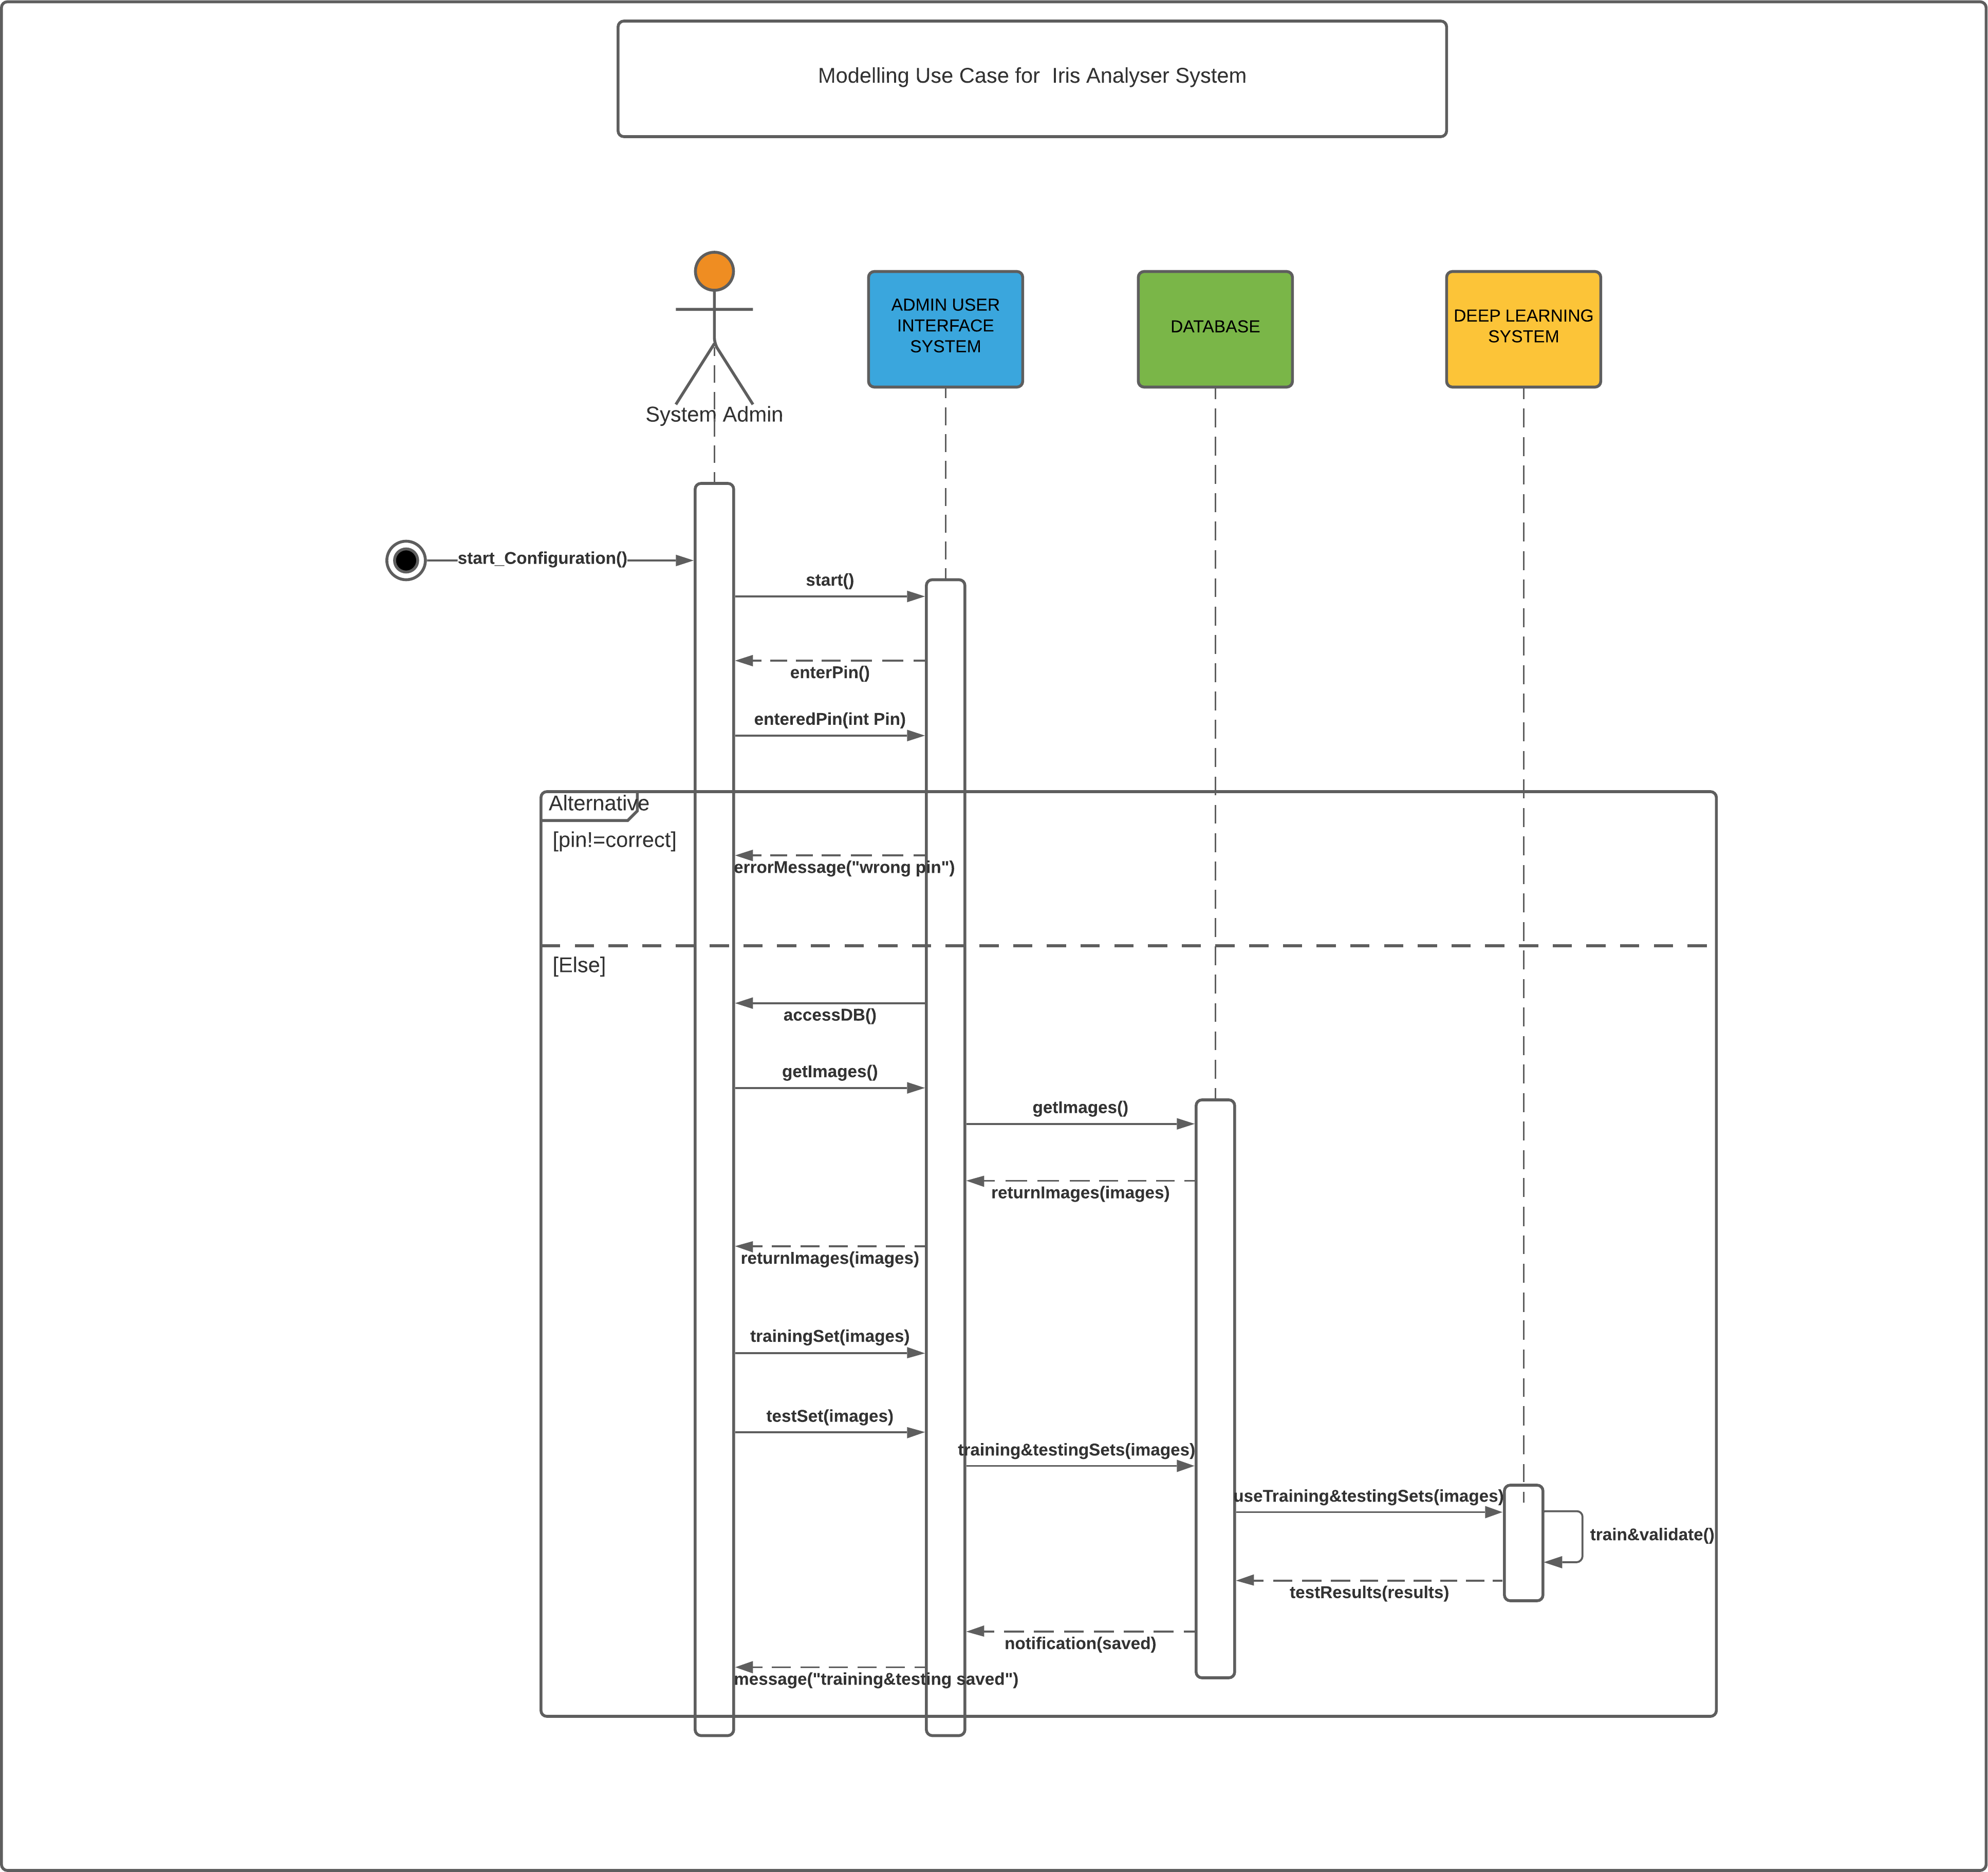 Modelling Use Case for  Iris Analyser System
System Admin
ADMIN USER
INTERFACE
SYSTEM
DATABASE
DEEP LEARNING
SYSTEM
start_Configuration()
start()
enterPin()
enteredPin(int Pin)
Alternative
[pin!=correct]
errorMessage("wrong pin")
[Else]
accessDB()
getImages()
getImages()
returnImages(images)
returnImages(images)
trainingSet(images)
testSet(images)
training&testingSets(images)
useTraining&testingSets(images)
train&validate()
testResults(results)
notification(saved)
message("training&testing saved")